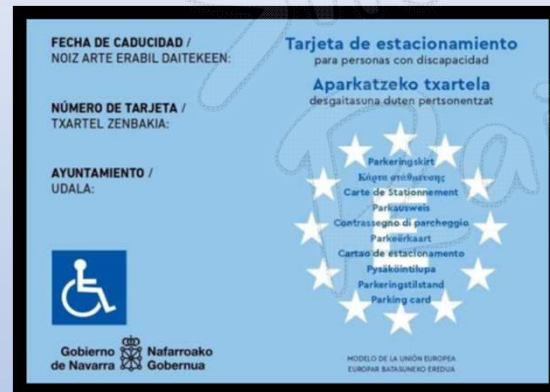 FECHA DE CADUCIDAD /
NOIZ ARTE ERABIL DAITEKEEN:
NÚMERO DE TARJETA /
TXARTEL ZENBAKIA:
AYUNTAMIENTO /
UDALA:
Gobierno de Navarra
Nafarroako Gobernua
Tarjeta de estacionamiento
para personas con discapacidad
Aparkatzeko txartela
desgaitasuna duten pertsonentzat
Parkeringskirt
Κάρτα στάθμευσης
Carte de Stationnement
Parkausweis
Contrassegno di parcheggio
Parkeërkaart
Cartao de estacionamento
Pysäköintilupa
Parkeringstilstand
Parking card
E
MODELO DE LA UNIÓN EUROPEA
EUROPAR BATASUNEKO EREDUA